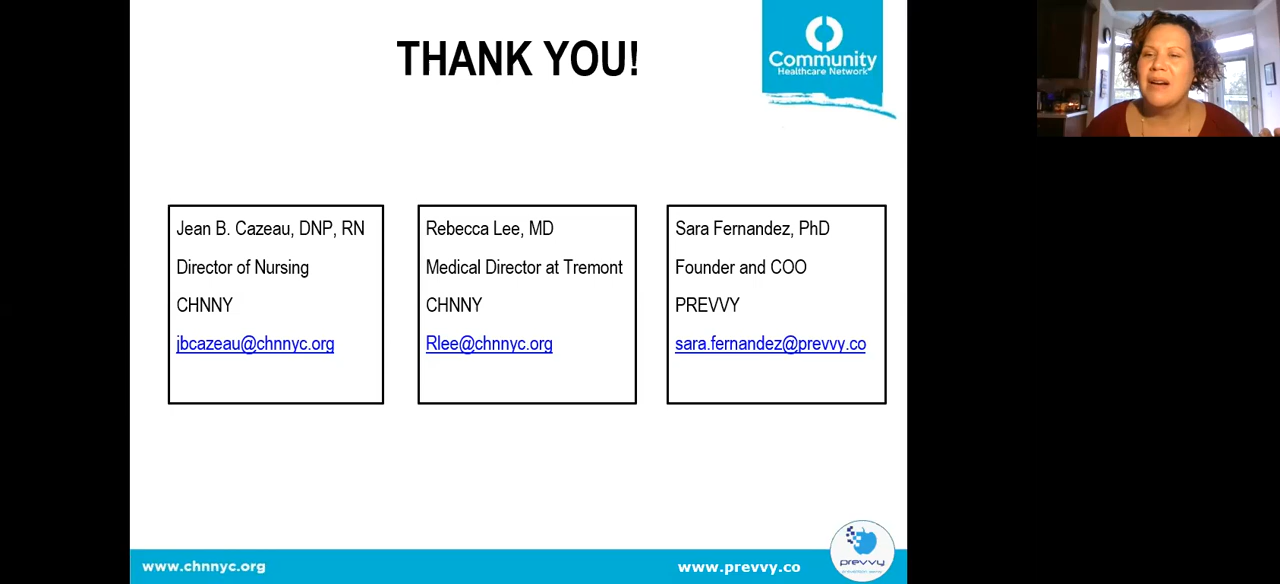 THANK YOU!
Community
Healthcare Network
Jean B. Cazeau, DNP, RN
Director of Nursing
CHNNY
jbcazeau@chnnyc.org
Rebecca Lee, MD
Medical Director at Tremont
CHNNY
Rlee@chnnyc.org
Sara Fernandez, PhD
Founder and COO
PREVVY
sara.fernandez@prevvy.co
www.chnnyc.org
www.prevvy.co
prevvy